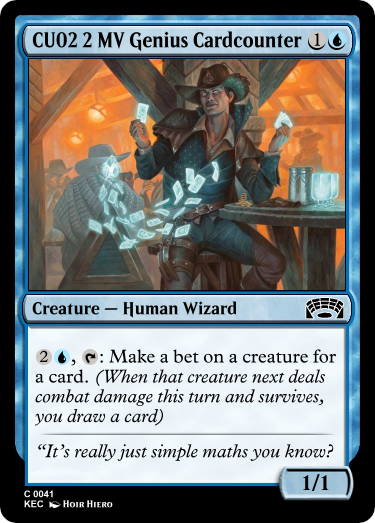 CU02 2 MV Genius Cardcounter 1
Creature — Human Wizard
2, : Make a bet on a creature for
a card. (When that creature next deals
combat damage this turn and survives,
you draw a card)
“It’s really just simple maths you know?
1/1
C 0041
KEC Hoir Hiero